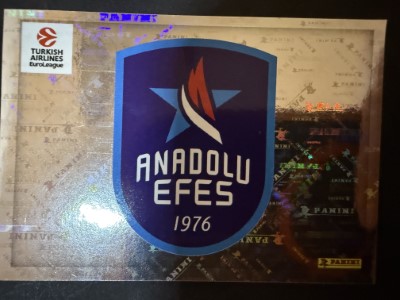 TURKISH
AIRLINES
EuroLeague
ANADOLU
EFES
1976
PANINI